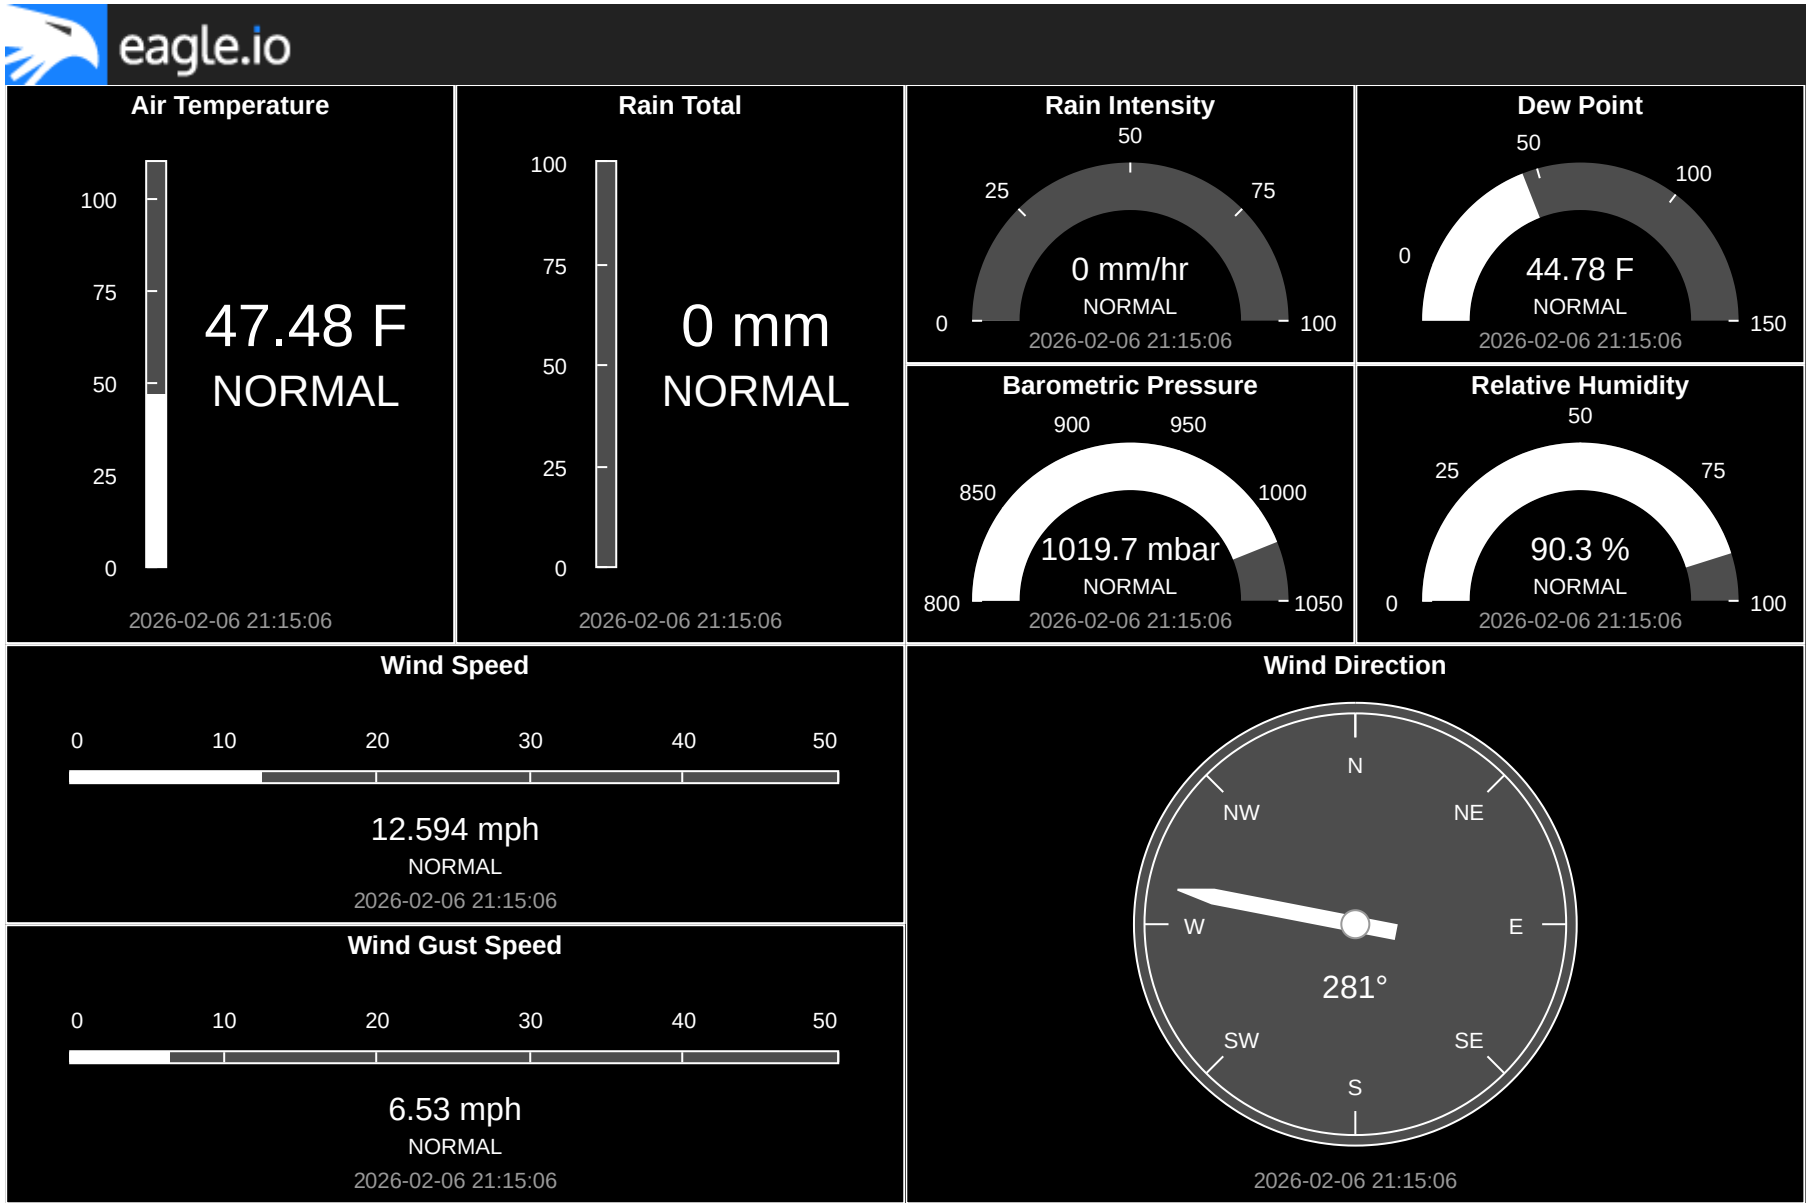 eagle.io
Air Temperature
100
75
50
25
0
47.48 F
NORMAL
2026-02-06 21:15:06
Rain Total
100
75
50
25
0
0 mm
NORMAL
2026-02-06 21:15:06
Rain Intensity
50
25
75
0
100
0 mm/hr
NORMAL
2026-02-06 21:15:06
Dew Point
50
100
0
150
44.78 F
NORMAL
2026-02-06 21:15:06
Barometric Pressure
900
950
850
1000
800
1050
1019.7 mbar
NORMAL
2026-02-06 21:15:06
Relative Humidity
50
25
75
0
100
90.3 %
NORMAL
2026-02-06 21:15:06
Wind Speed
0 10 20 30 40 50
12.594 mph
NORMAL
2026-02-06 21:15:06
Wind Gust Speed
0 10 20 30 40 50
6.53 mph
NORMAL
2026-02-06 21:15:06
Wind Direction
N
NW
NE
W
E
281°
SW
SE
S
2026-02-06 21:15:06